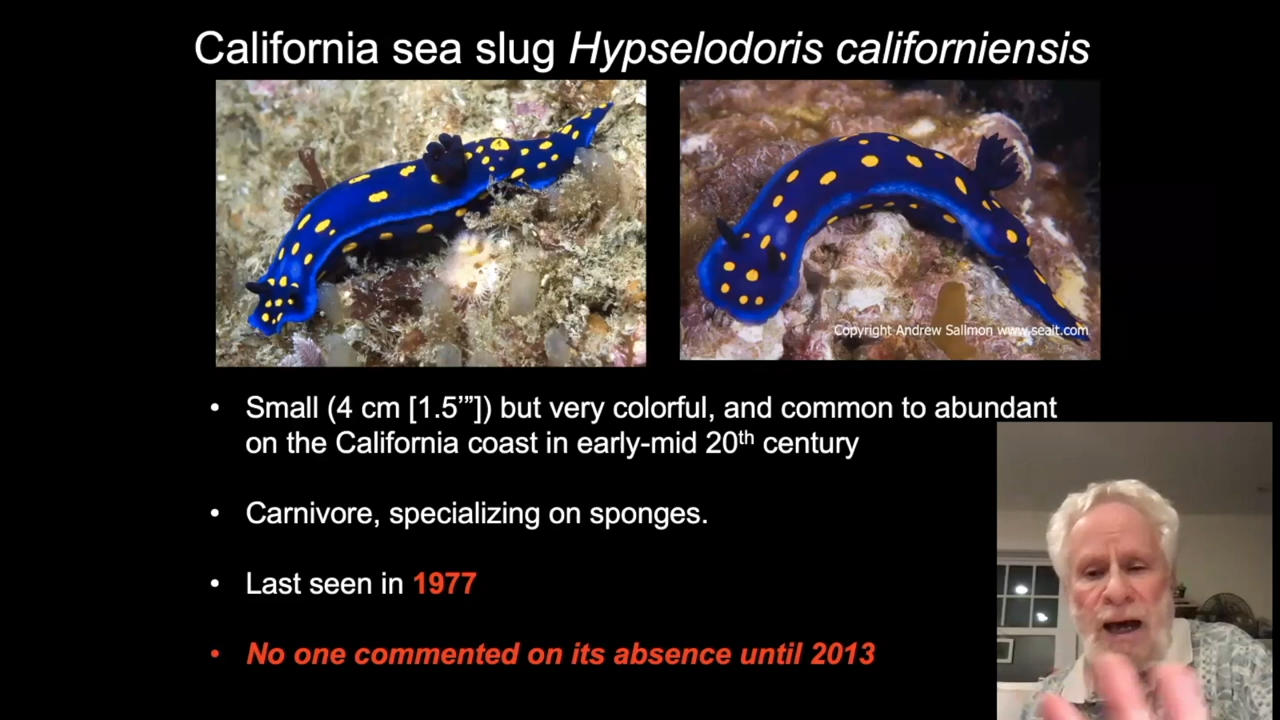 California sea slug Hypselodoris californiensis
Copyright Andrew Sallmon www.seait.com
• Small (4 cm [1.5’”]) but very colorful, and common to abundant
on the California coast in early-mid 20th century
• Carnivore, specializing on sponges.
• Last seen in 1977
• No one commented on its absence until 2013